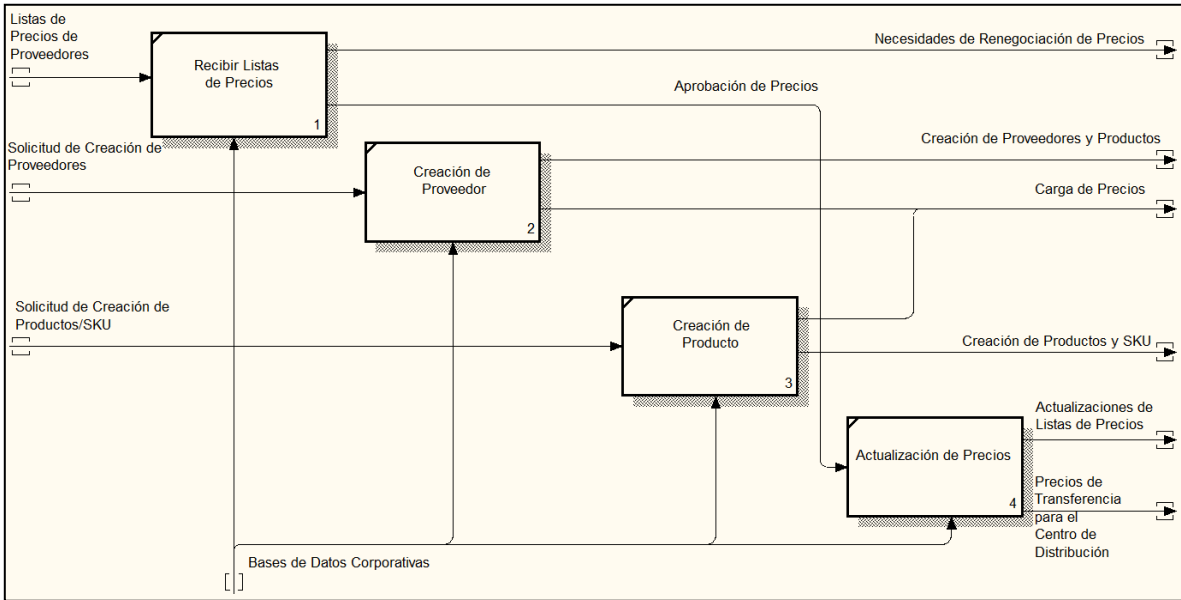 Listas de
Precios de
Proveedores
Recibir Listas
de Precios
1
Necesidades de Renegociación de Precios
Aprobación de Precios
Solicitud de Creación de
Proveedores
Creación de
Proveedor
2
Creación de Proveedores y Productos
Carga de Precios
Solicitud de Creación de
Productos/SKU
Creación de
Producto
3
Creación de Productos y SKU
Actualización de Precios
4
Actualizaciones de
Listas de Precios
Precios de
Transferencia
para el
Centro de
Distribución
Bases de Datos Corporativas